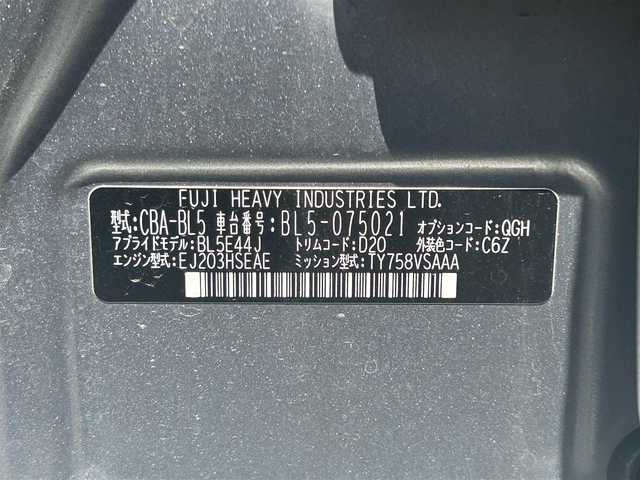 FUJI HEAVY INDUSTRIES LTD.
型式:CBA-BL5 車台番号:BL5-075021 オプションコード:QGH
アプライドモデル:BL5E44J トリムコード:D20 外装色コード:C6Z
エンジン型式:EJ203HSEAE ミッション型式:TY758VSAAA